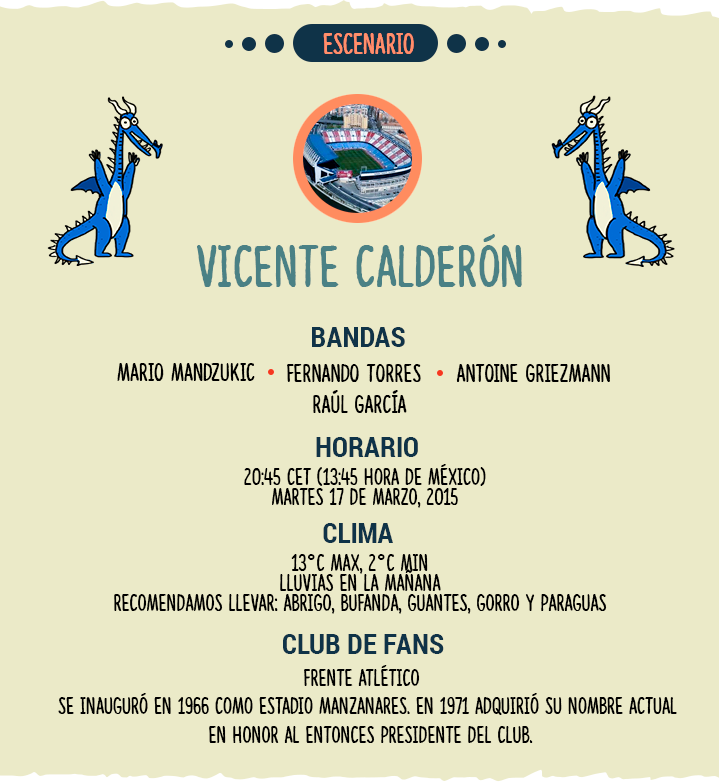 ESCENARIO
VICENTE CALDERÓN
BANDAS
MARIO MANDZUKIC • FERNANDO TORRES • ANTOINE GRIEZMANN
RAÚL GARCÍA
HORARIO
20:45 CET (13:45 HORA DE MÉXICO)
MARTES 17 DE MARZO, 2015
CLIMA
13°C MAX, 2°C MIN
LLUVIAS EN LA MAÑANA
RECOMENDAMOS LLEVAR: ABRIGO, BUFANDA, GUANTES, GORRO Y PARAGUAS
CLUB DE FANS
FRENTE ATLÉTICO
SE INAUGURÓ EN 1966 COMO ESTADIO MANZANARES. EN 1971 ADQUIRIÓ SU NOMBRE ACTUAL
EN HONOR AL ENTONCES PRESIDENTE DEL CLUB.